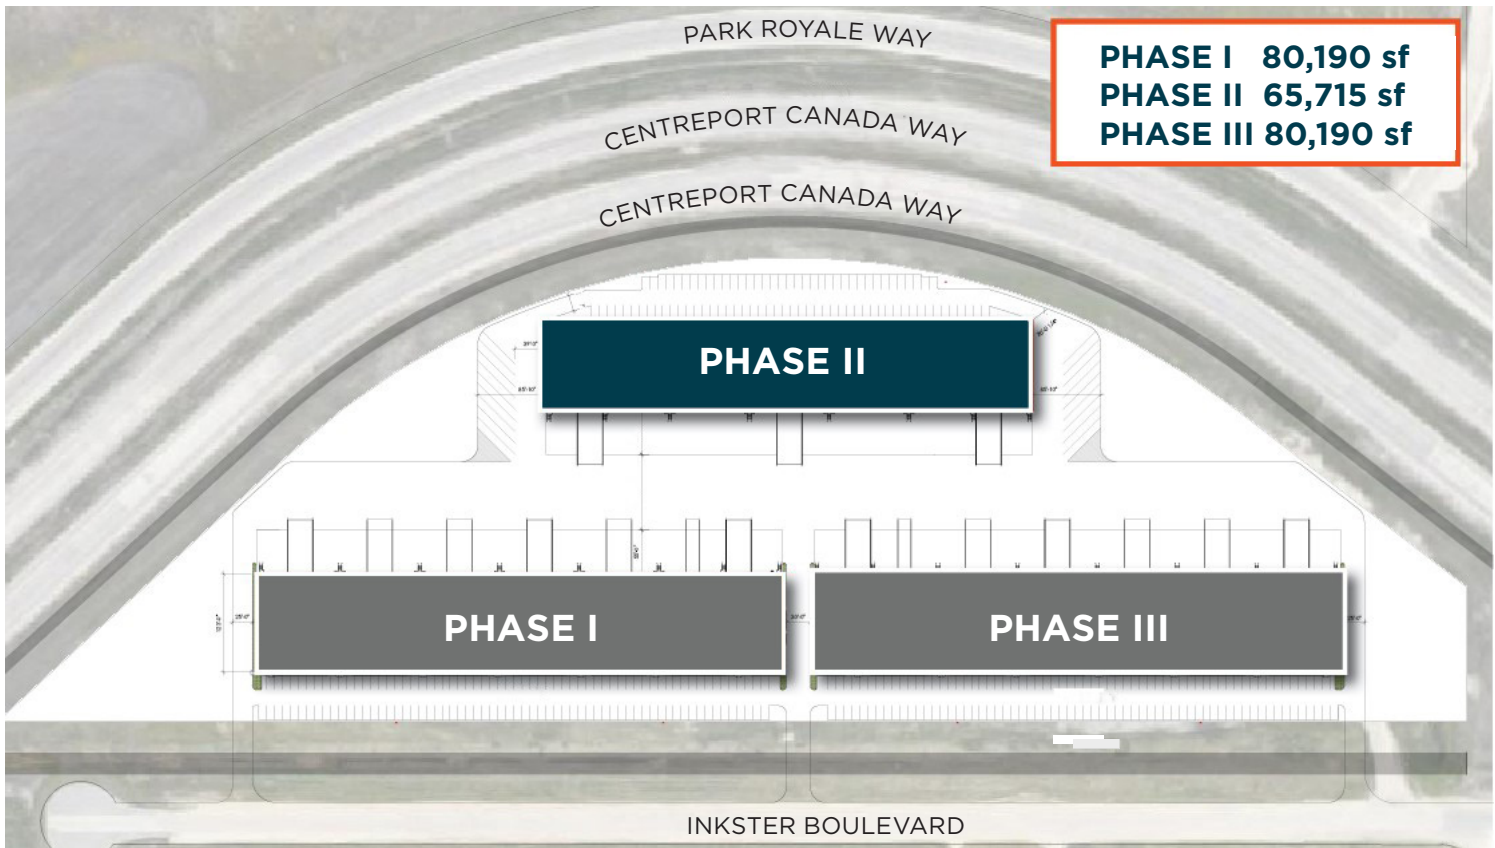 PARK ROYALE WAY
PHASE I 80,190 sf
PHASE II 65,715 sf
PHASE III 80,190 sf
CENTREPORT CANADA WAY
CENTREPORT CANADA WAY
PHASE II
PHASE I
PHASE III
INKSTER BOULEVARD